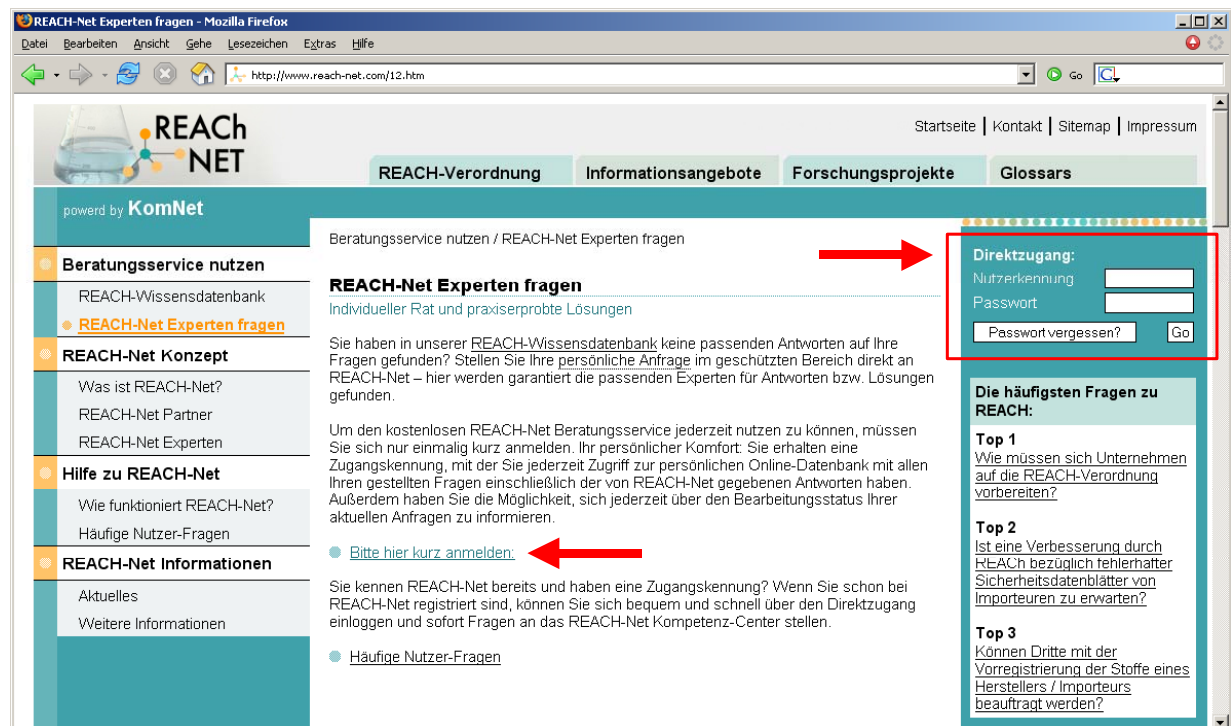 REACH-Net Experten fragen - Mozilla Firefox
Datei Bearbeiten Ansicht Gehe Lesezeichen Extras Hilfe
http://www.reach-net.com/12.htm
Go
REACh
NET
Startseite | Kontakt | Sitemap | Impressum
REACH-Verordnung
Informationsangebote
Forschungsprojekte
Glossars
powerd by KomNet
Beratungsservice nutzen
REACH-Wissensdatenbank
REACH-Net Experten fragen
REACH-Net Konzept
Was ist REACH-Net?
REACH-Net Partner
REACH-Net Experten
Hilfe zu REACH-Net
Wie funktioniert REACH-Net?
Häufige Nutzer-Fragen
REACH-Net Informationen
Aktuelles
Weitere Informationen
Beratungsservice nutzen / REACH-Net Experten fragen
REACH-Net Experten fragen
Individueller Rat und praxiserprobte Lösungen
Sie haben in unserer REACH-Wissensdatenbank keine passenden Antworten auf Ihre
Fragen gefunden? Stellen Sie Ihre persönliche Anfrage im geschützten Bereich direkt an
REACH-Net – hier werden garantiert die passenden Experten für Antworten bzw. Lösungen
gefunden.
Um den kostenlosen REACH-Net Beratungsservice jederzeit nutzen zu können, müssen
Sie sich nur einmalig kurz anmelden. Ihr persönlicher Komfort: Sie erhalten eine
Zugangskennung, mit der Sie jederzeit Zugriff zur persönlichen Online-Datenbank mit allen
Ihren gestellten Fragen einschließlich der von REACH-Net gegebenen Antworten haben.
Außerdem haben Sie die Möglichkeit, sich jederzeit über den Bearbeitungsstatus Ihrer
aktuellen Anfragen zu informieren.
Bitte hier kurz anmelden:
Sie kennen REACH-Net bereits und haben eine Zugangskennung? Wenn Sie schon bei
REACH-Net registriert sind, können Sie sich bequem und schnell über den Direktzugang
einloggen und sofort Fragen an das REACH-Net Kompetenz-Center stellen.
Häufige Nutzer-Fragen
Direktzugang:
Nutzerkennung
Passwort
Passwort vergessen?
Go
Die häufigsten Fragen zu
REACH:
Top 1
Wie müssen sich Unternehmen
auf die REACH-Verordnung
vorbereiten?
Top 2
Ist eine Verbesserung durch
REACh bezüglich fehlerhafter
Sicherheitsdatenblätter von
Importeuren zu erwarten?
Top 3
Können Dritte mit der
Vorregistrierung der Stoffe eines
Herstellers / Importeurs
beauftragt werden?